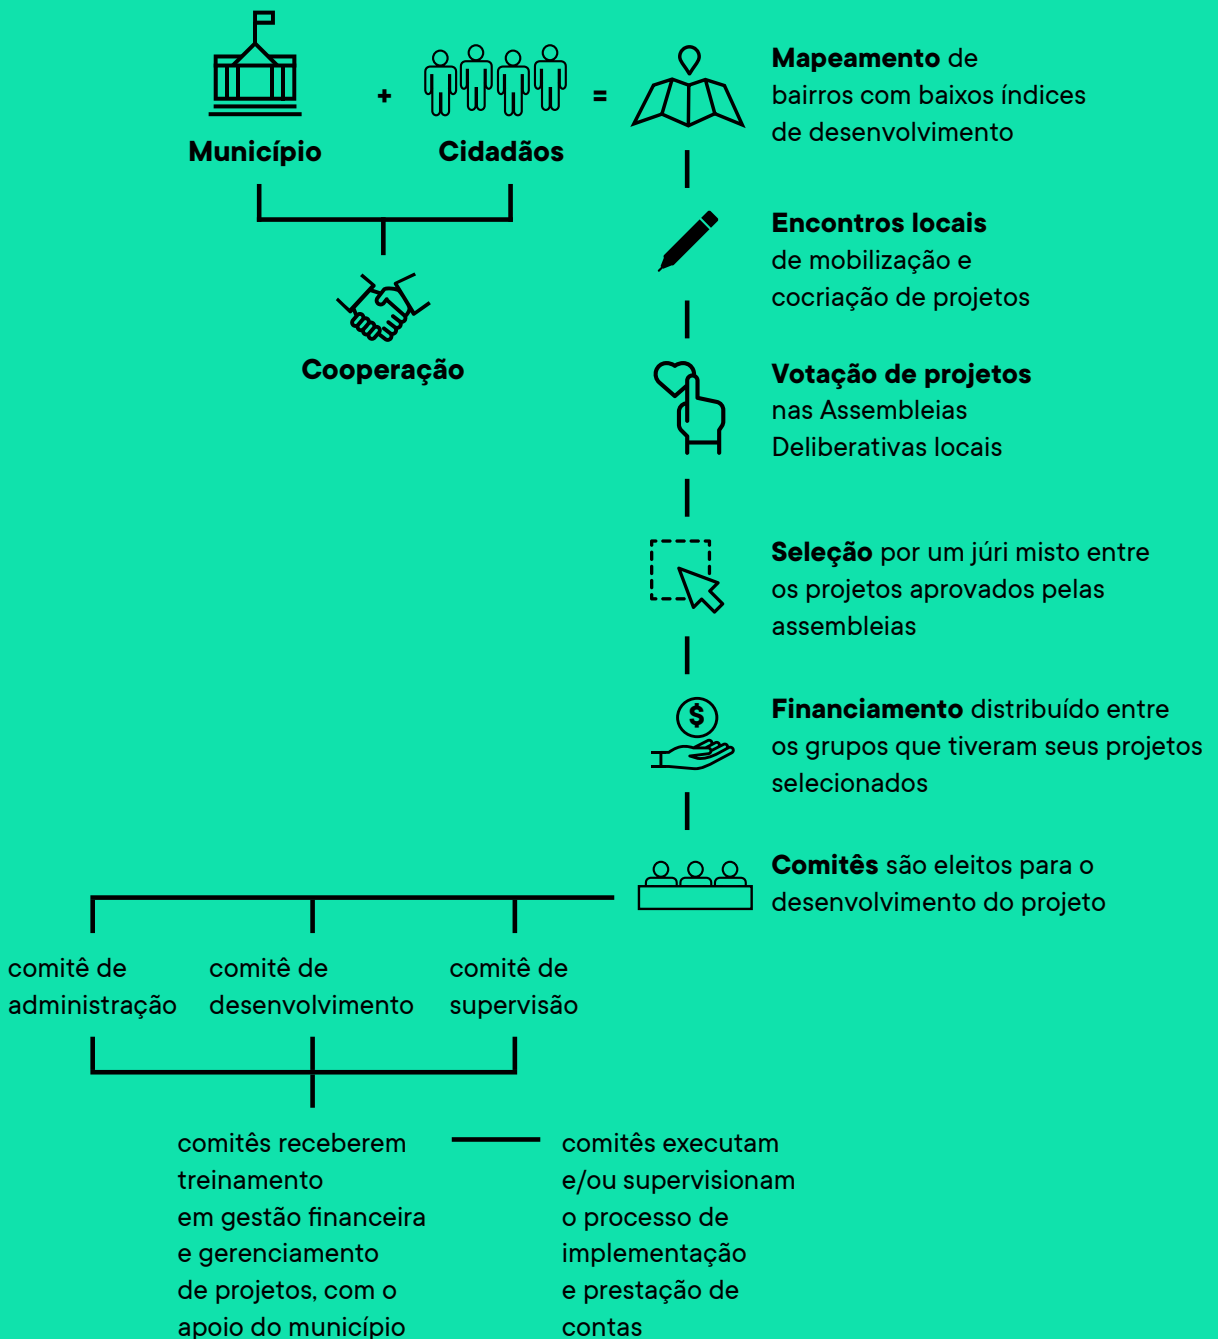 +
=
Município
Cidadãos
Cooperação
Mapeamento de
bairros com baixos índices
de desenvolvimento
Encontros locais
de mobilização e
cocriação de projetos
Votação de projetos
nas Assembleias
Deliberativas locais
Seleção por um júri misto entre
os projetos aprovados pelas
assembleias
$
Financiamento distribuído entre
os grupos que tiveram seus projetos
selecionados
Comitês são eleitos para o
desenvolvimento do projeto
comitê de
administração
comitê de
desenvolvimento
comitê de
supervisão
comitês receberem
treinamento
em gestão financeira
e gerenciamento
de projetos, com o
apoio do município
comitês executam
e/ou supervisionam
o processo de
implementação
e prestação de
contas